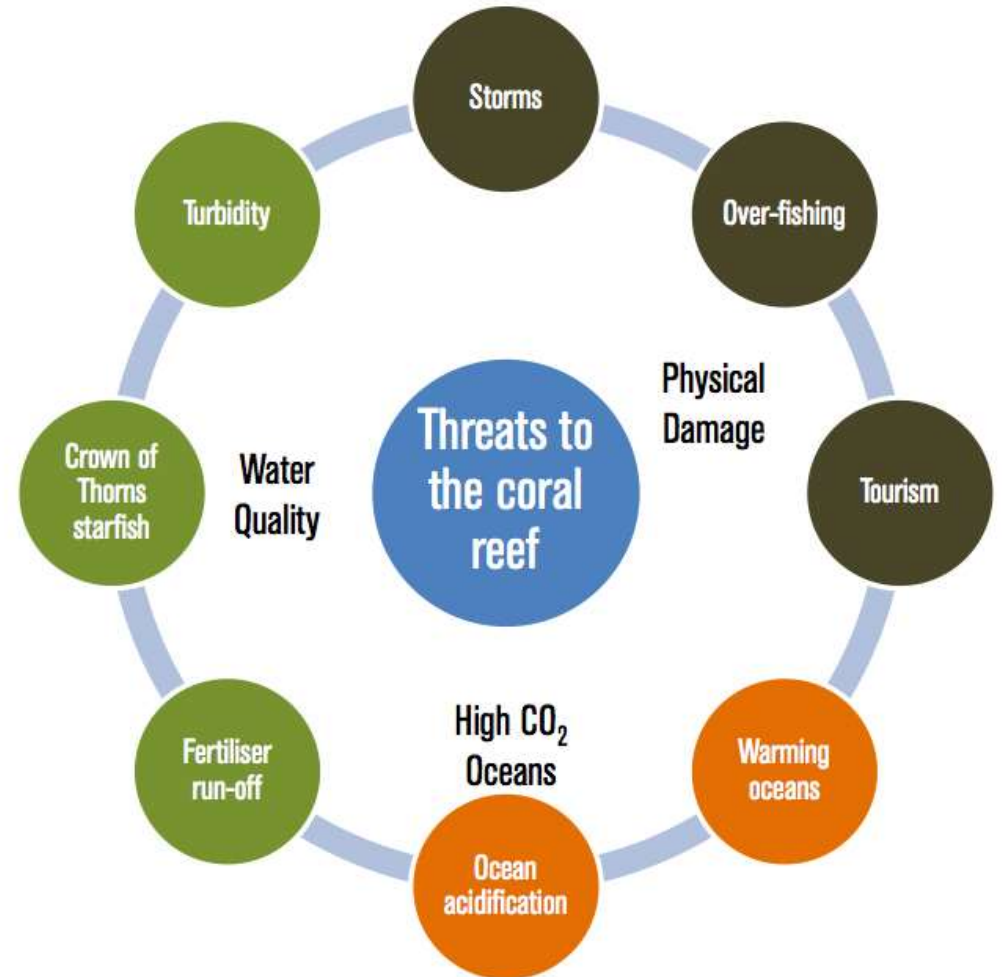 Storms
Turbidity
Over-fishing
Physical
Damage
Threats to
the coral
reef
Crown of
Thorns
starfish
Water
Quality
Tourism
High CO₂
Oceans
Fertiliser
run-off
Warming
oceans
Ocean
acidification